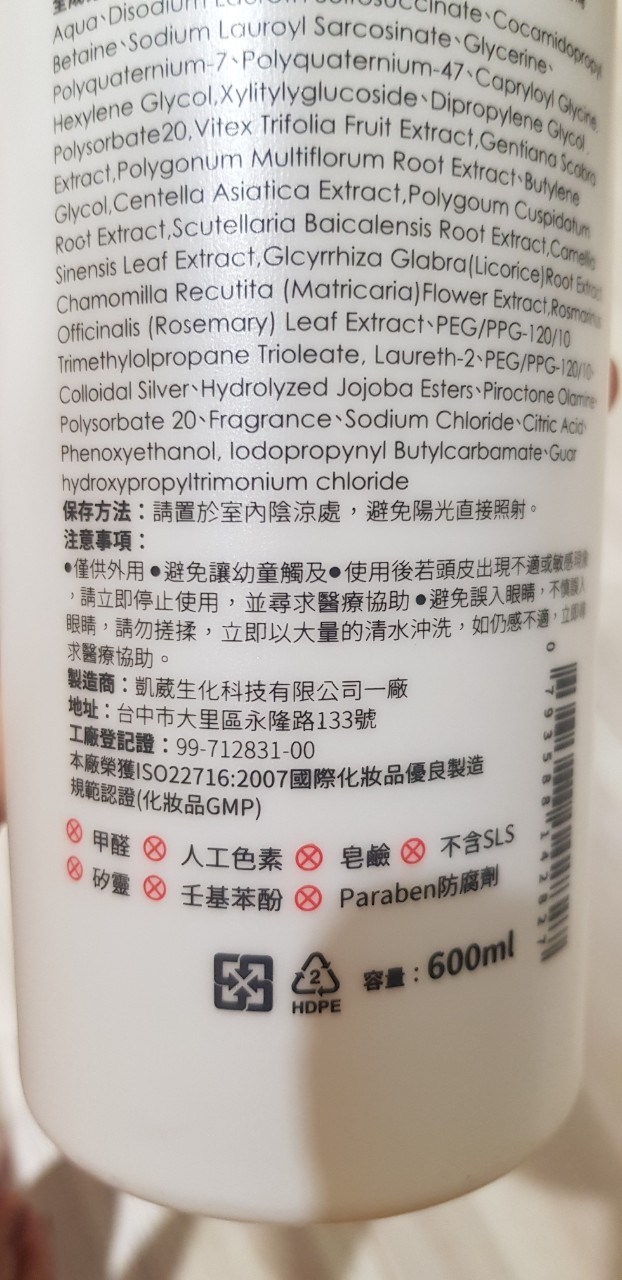 Aqua、Disodium
Betaine、Sodium Lauroyl Sarcosinate、Glycerine、
Polyquaternium-7、Polyquaternium-47、Capryloyl Glycine,
Hexylene Glycol,Xylitylyglucoside、Dipropylene Glycol,
Polysorbate20,Vitex Trifolia Fruit Extract,Gentiana Scabra
Extract,Polygonum Multiflorum Root Extract、Butylene
Glycol,Centella Asiatica Extract,Polygoum Cuspidatum
Root Extract,Scutellaria Baicalensis Root Extract,Camellia
Sinensis Leaf Extract,Glcyrrhiza Glabra(Licorice)Root Extract
Chamomilla Recutita (Matricaria)Flower Extract,Rosmarinus
Officinalis (Rosemary) Leaf Extract、PEG/PPG-120/10
Trimethylolpropane Trioleate, Laureth-2、PEG/PPG-120/10、
Colloidal Silver、Hydrolyzed Jojoba Esters、Piroctone Olamine
Polysorbate 20、Fragrance、Sodium Chloride、Citric Acid、
Phenoxyethanol, Iodopropynyl Butylcarbamate、Guar
hydroxypropyltrimonium chloride
保存方法：請置於室內陰涼處，避免陽光直接照射。
注意事項：
●僅供外用 ●避免讓幼童觸及●使用後若頭皮出現不適或敏感現象
，請立即停止使用，並尋求醫療協助 ●避免誤入眼睛，不慎誤入
眼睛，請勿搓揉，立即以大量的清水沖洗，如仍感不適，立即尋
求醫療協助。
製造商：凱葳生化科技有限公司一廠
地址：台中市大里區永隆路133號
工廠登記證：99-712831-00
本廠榮獲ISO22716:2007國際化妝品優良製造
規範認證(化妝品GMP)
甲醛 人工色素 皂鹼 不含SLS
矽靈 壬基苯酚 Paraben防腐劑
2
HDPE
容量：600ml
0 793588 142827